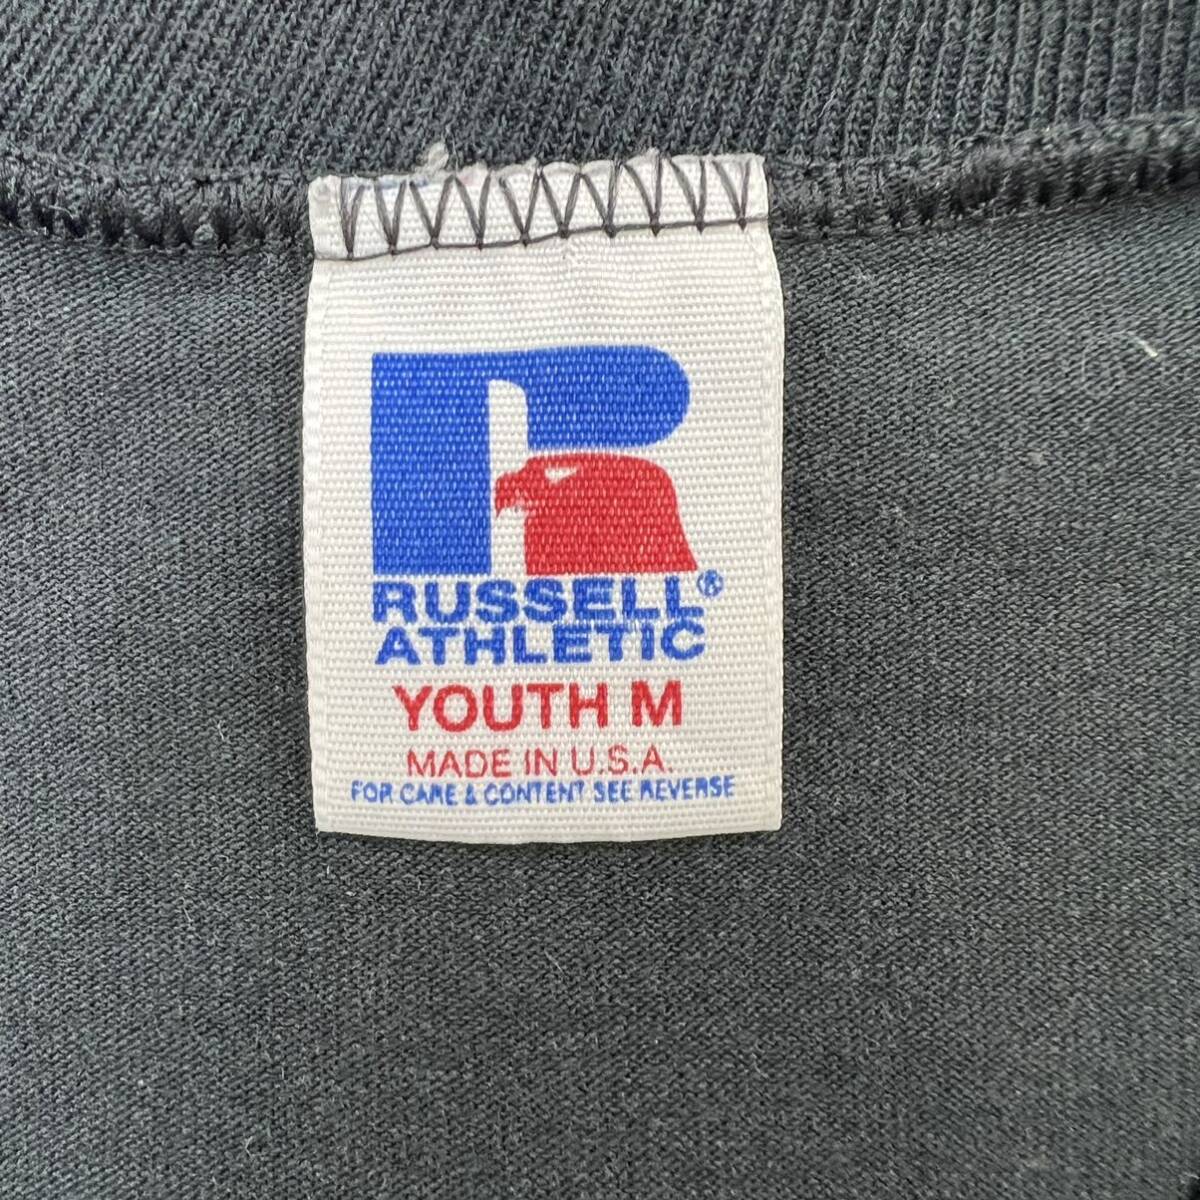 RUSSELL®
ATHLETIC
YOUTH M
MADE IN U.S.A
FOR CARE & CONTENT SEE REVERSE